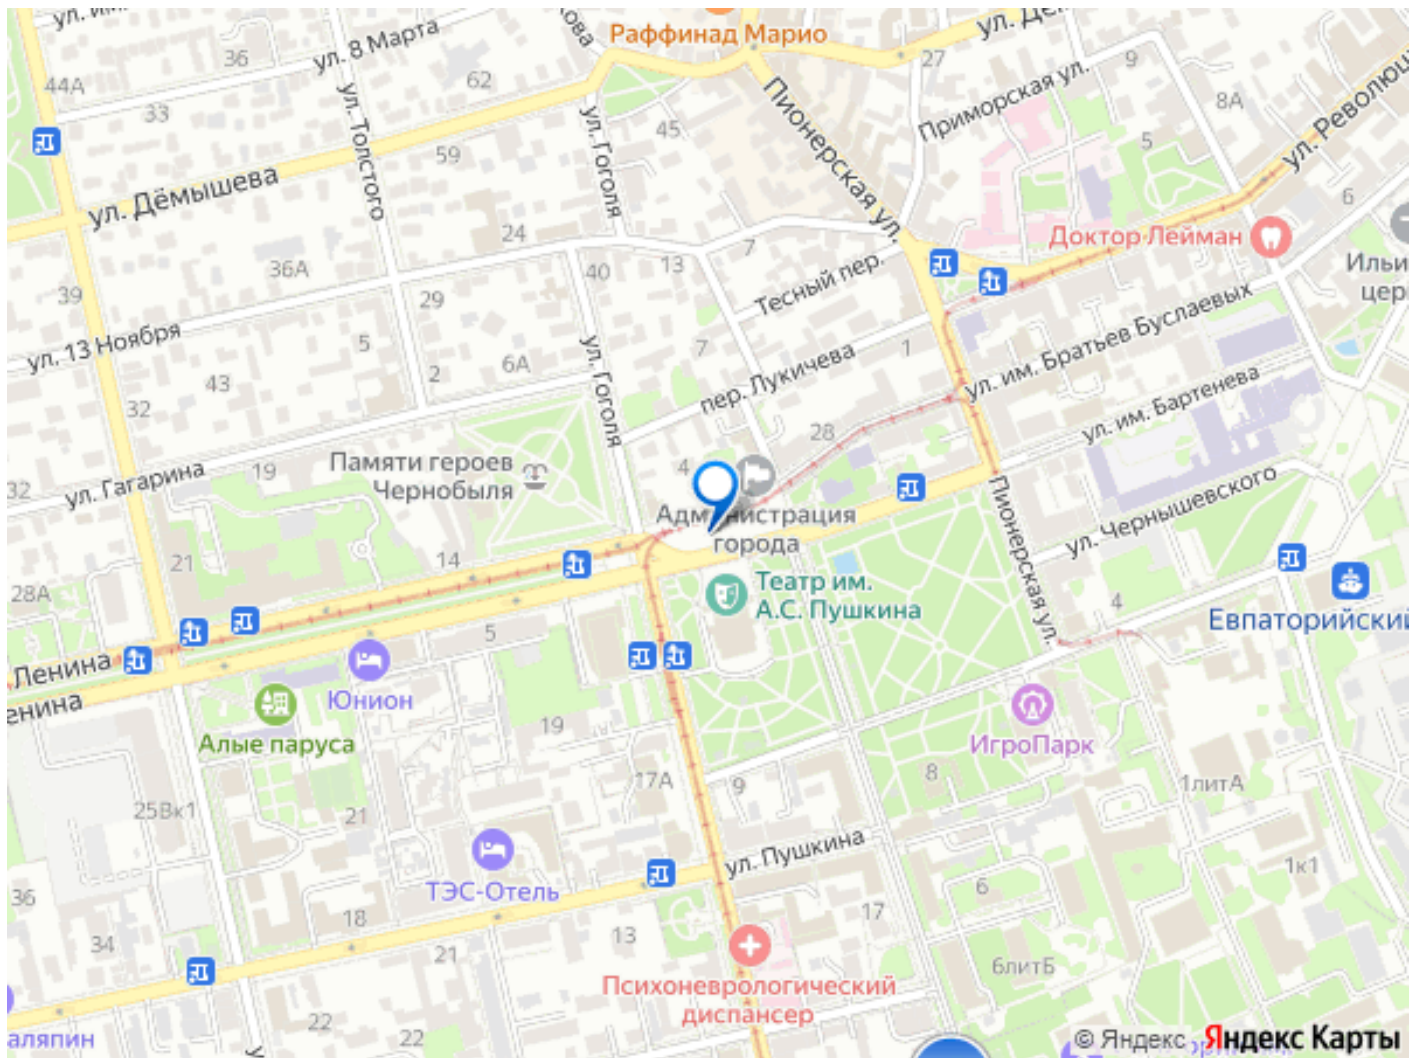 Раффинад Марио
ул. 8 Марта
36
44А
33
62
ул. Толстого
ул. Гоголя
45
59
ул. Дёмышева
Пионерская ул.
27
Приморская ул.
9
8А
5
ул. Революц
6
Доктор Лейман
24
36А
39
29
40
13
7
Тесный пер.
ул. 13 Ноября
5
2
6А
ул. Гоголя
7
пер. Лукичева
1
ул. им. Братьев Буслаевых
Ильи
цер
43
32
ул. им. Бартенева
28
ул. Гагарина
19
32
Памяти героев
Чернобыля
4
Администрация
города
Пионерская ул.
ул. Чернышевского
21
14
28А
Театр им.
А.С. Пушкина
4
Евпаторийский
Ленина
енина
5
Юнион
Алые паруса
19
ИгроПарк
17А
9
8
1литА
25Вк1
21
ул. Пушкина
ТЭС-Отель
1к1
36
6
18
17
34
21
13
6литБ
Психоневрологический
диспансер
22
22
аляпин
© Яндекс Яндекс Карты